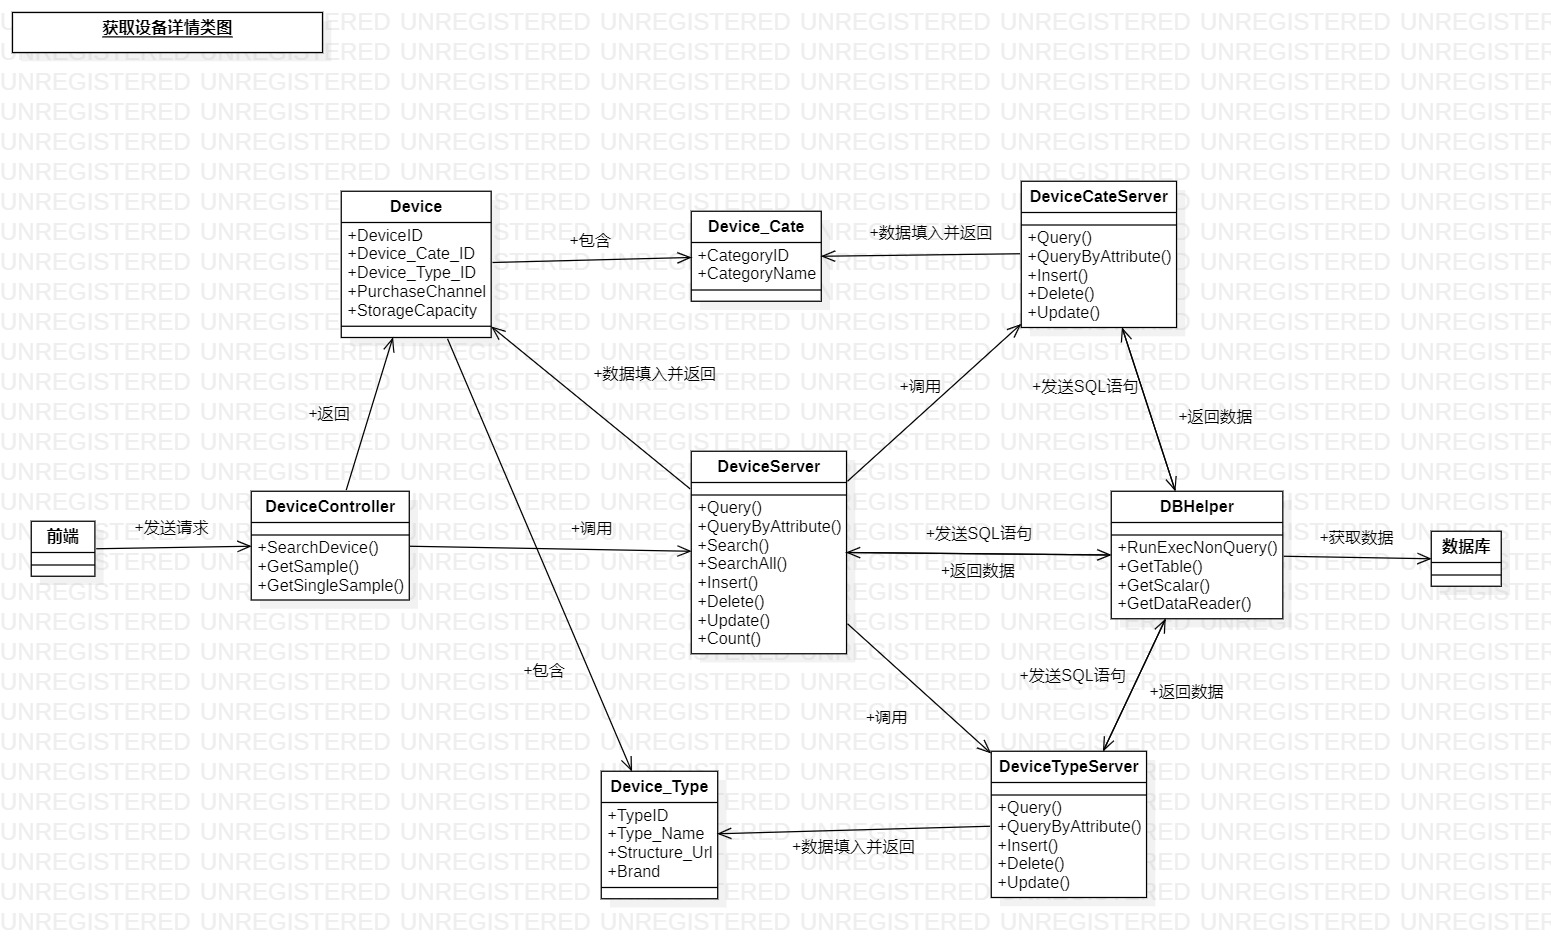 获取设备详情类图
Device
+DeviceID
+Device_Cate_ID
+Device_Type_ID
+PurchaseChannel
+StorageCapacity
+包含
Device_Cate
+CategoryID
+CategoryName
+数据填入并返回
DeviceCateServer
+Query()
+QueryByAttribute()
+Insert()
+Delete()
+Update()
+数据填入并返回
+调用
+发送SQL语句
+返回数据
+返回
前端
+发送请求
DeviceController
+SearchDevice()
+GetSample()
+GetSingleSample()
+调用
DeviceServer
+Query()
+QueryByAttribute()
+Search()
+SearchAll()
+Insert()
+Delete()
+Update()
+Count()
+发送SQL语句
+返回数据
DBHelper
+RunExecNonQuery()
+GetTable()
+GetScalar()
+GetDataReader()
+获取数据
数据库
+包含
+调用
+发送SQL语句
+返回数据
Device_Type
+TypeID
+Type_Name
+Structure_Url
+Brand
+数据填入并返回
DeviceTypeServer
+Query()
+QueryByAttribute()
+Insert()
+Delete()
+Update()
UNREGISTERED